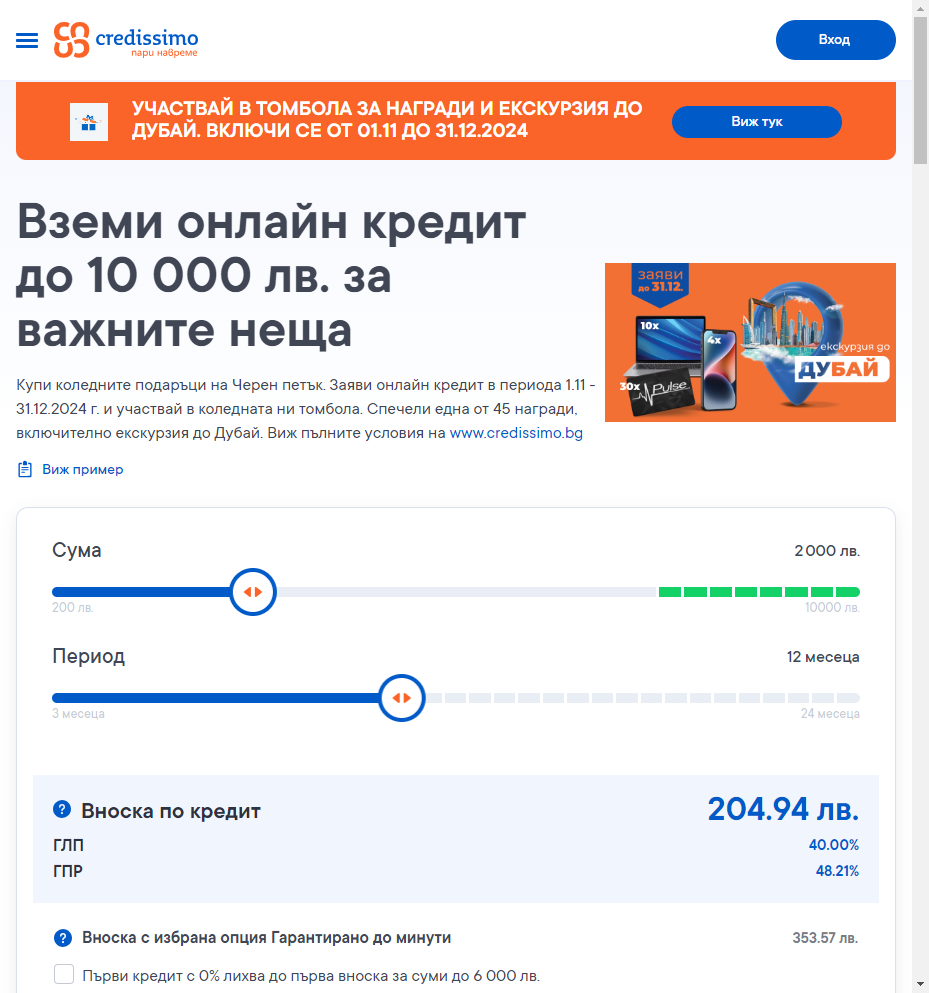 credissimo
пари навреме
Вход
УЧАСТВАЙ В ТОМБОЛА ЗА НАГРАДИ И ЕКСКУРЗИЯ ДО
ДУБАЙ. ВКЛЮЧИ СЕ ОТ 01.11 ДО 31.12.2024
Виж тук
Вземи онлайн кредит
до 10 000 лв. за
важните неща
заяви
до 31.12.
10x
4x
30x
Pulse
екскурзия до
ДУБАЙ
Купи коледните подаръци на Черен петък. Заяви онлайн кредит в периода 1.11 -
31.12.2024 г. и участвай в коледната ни томбола. Спечели една от 45 награди,
включително екскурзия до Дубай. Виж пълните условия на www.credissimo.bg
Виж пример
Сума
2 000 лв.
200 лв.
10000 лв.
Период
12 месеца
3 месеца
24 месеца
? Вноска по кредит
204.94 лв.
ГЛП
40.00%
ГПР
48.21%
? Вноска с избрана опция Гарантирано до минути
353.57 лв.
Първи кредит с 0% лихва до първа вноска за суми до 6 000 лв.